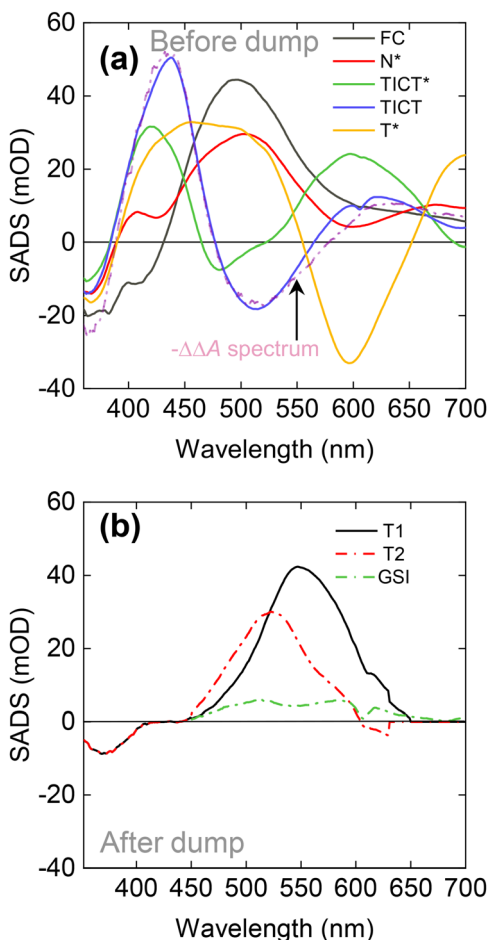 60
Before dump
(a)
FC
N*
TICT*
TICT
T*
40
20
0
-20
-40
SADS (mOD)
-ΔΔA spectrum
400 450 500 550 600 650 700
Wavelength (nm)
60
(b)
T1
T2
GSI
40
20
0
-20
-40
SADS (mOD)
After dump
400 450 500 550 600 650 700
Wavelength (nm)